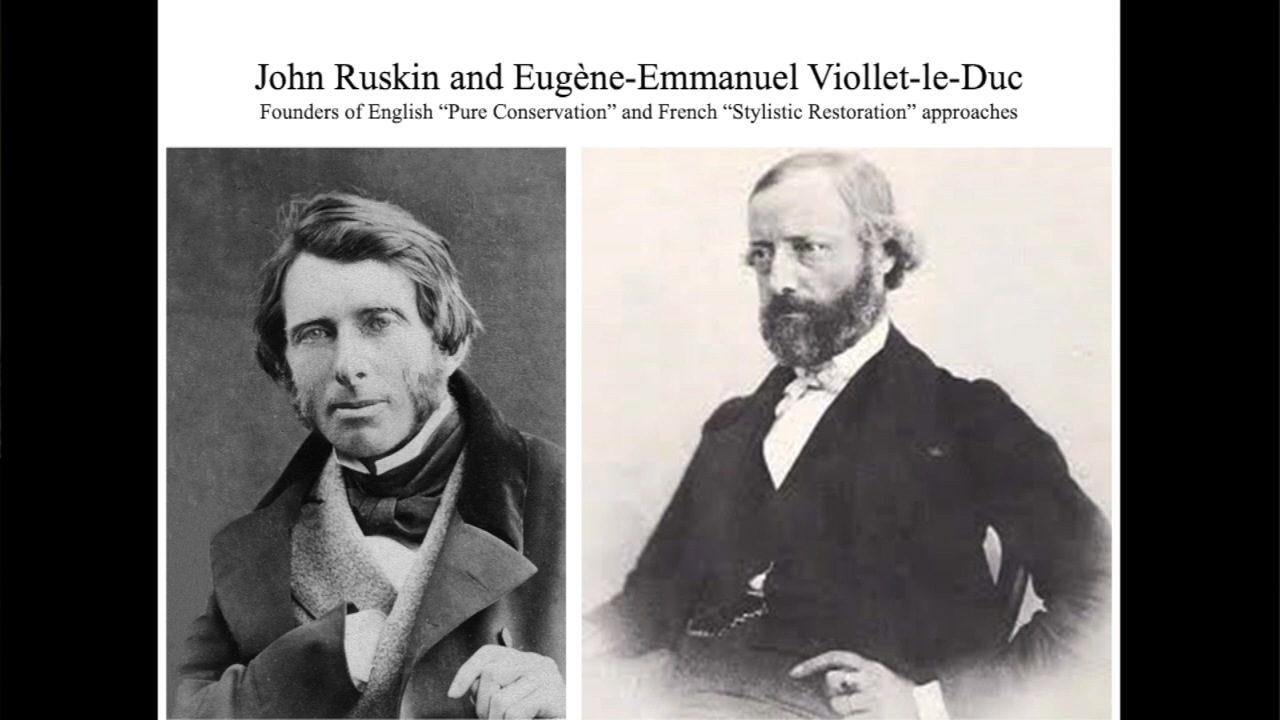 John Ruskin and Eugène-Emmanuel Viollet-le-Duc
Founders of English “Pure Conservation” and French “Stylistic Restoration” approaches